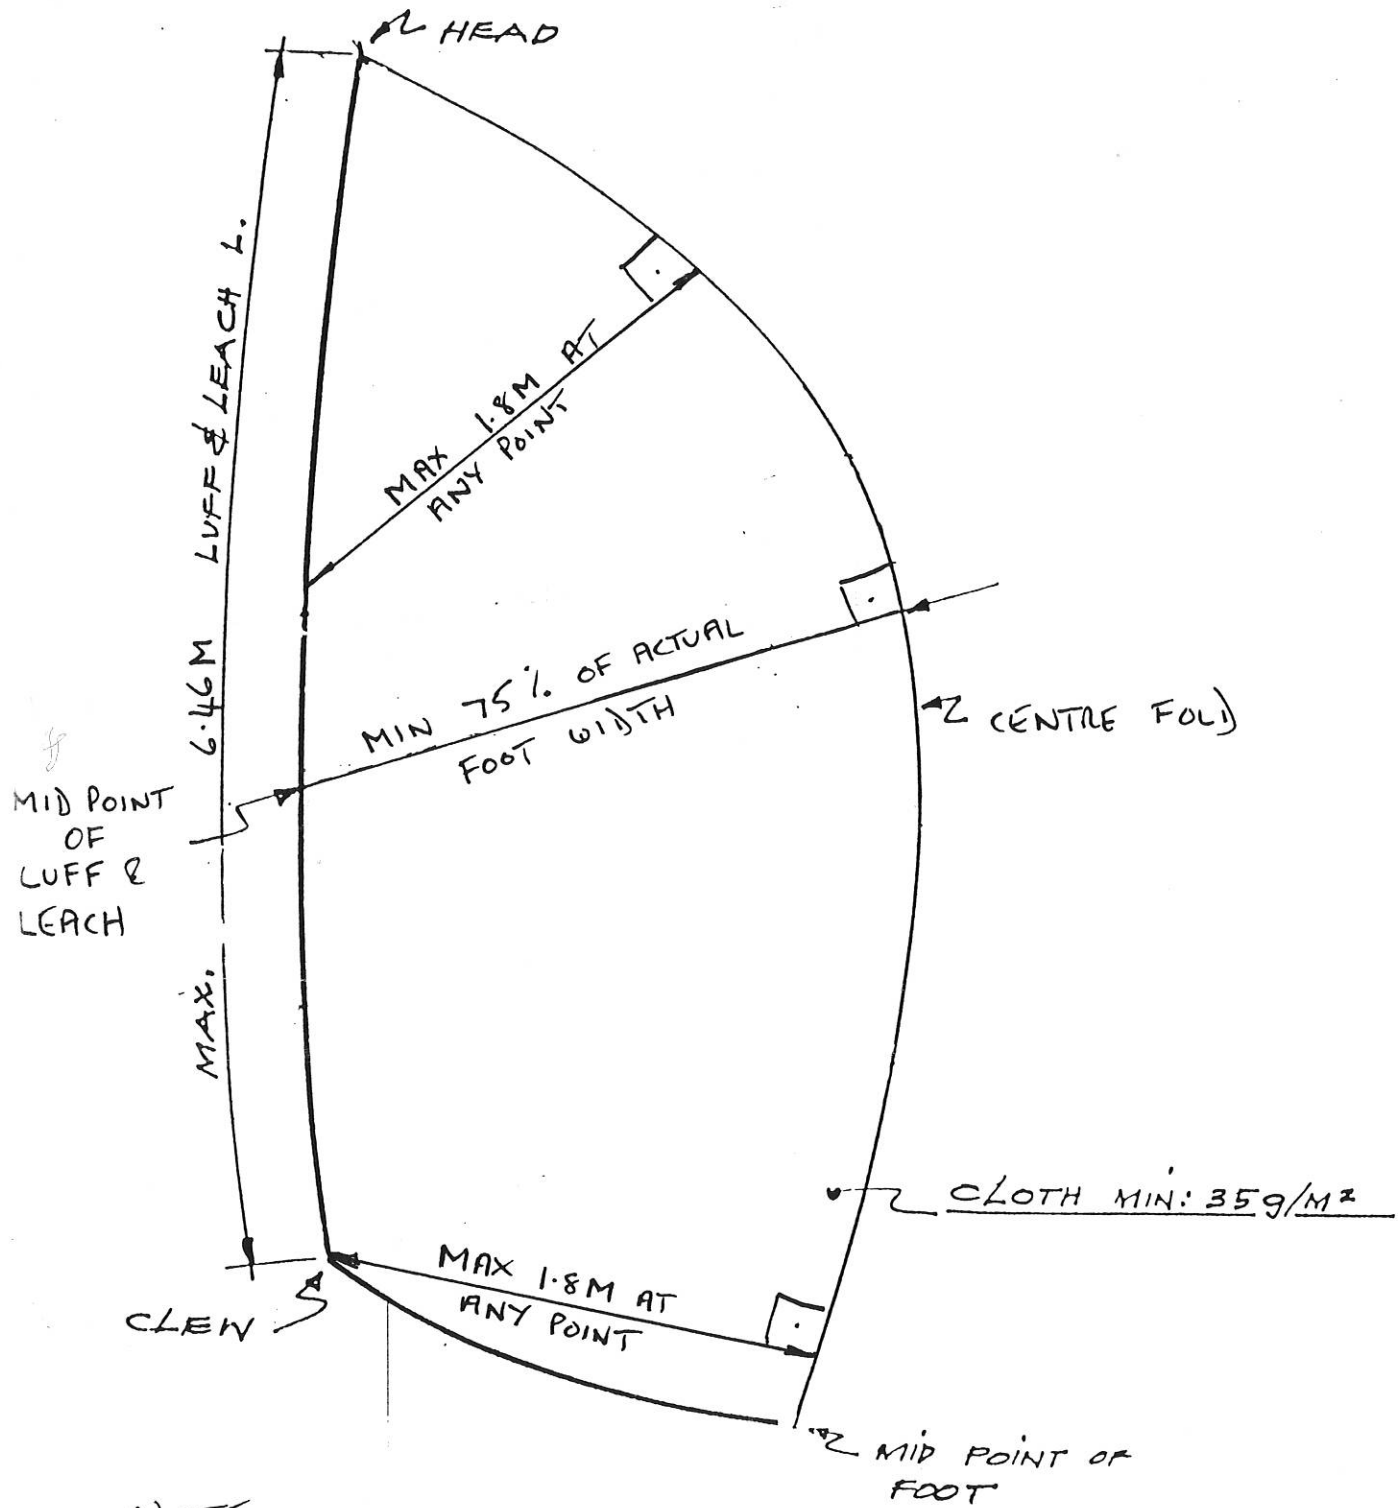 HEAD
6.46M LUFF & LEACH L.
MAX.
MAX 1.8M AT
ANY POINT
MIN 75% OF ACTUAL
FOOT WIDTH
CENTRE FOLD
MID POINT
OF
LUFF &
LEACH
CLOTH MIN: 35g/M²
MAX 1.8M AT
ANY POINT
CLEW
MID POINT OF
FOOT